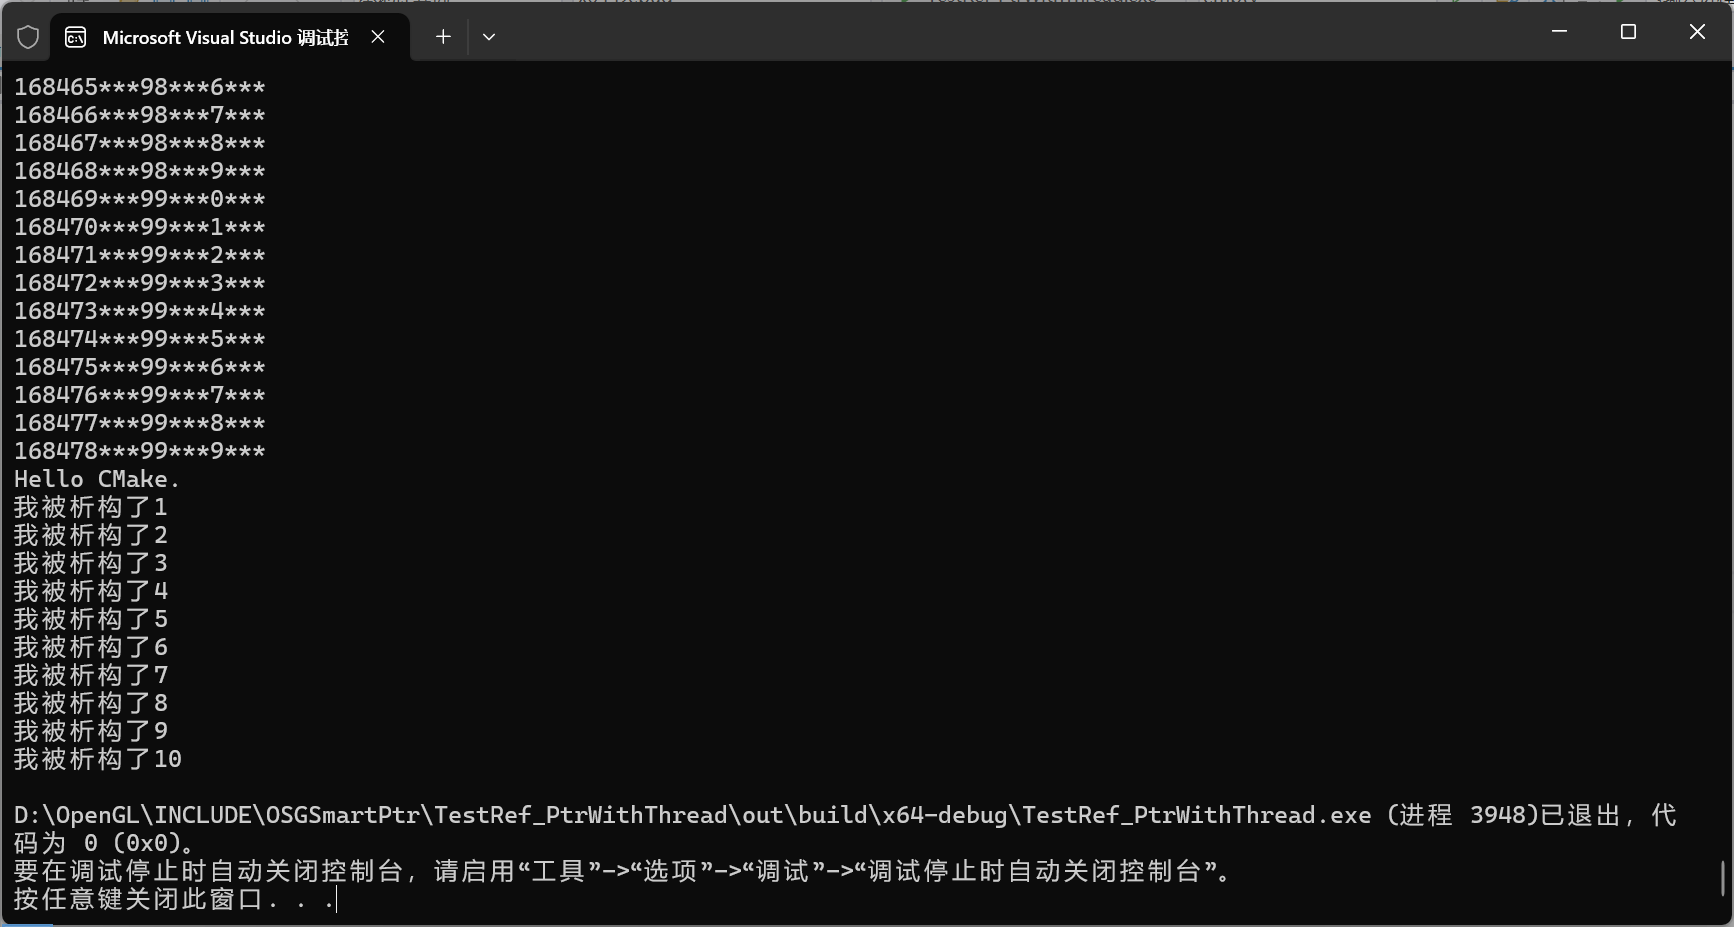 Microsoft Visual Studio 调试控
168465***98***6***
168466***98***7***
168467***98***8***
168468***98***9***
168469***99***0***
168470***99***1***
168471***99***2***
168472***99***3***
168473***99***4***
168474***99***5***
168475***99***6***
168476***99***7***
168477***99***8***
168478***99***9***
Hello CMake.
我被析构了1
我被析构了2
我被析构了3
我被析构了4
我被析构了5
我被析构了6
我被析构了7
我被析构了8
我被析构了9
我被析构了10
D:\OpenGL\INCLUDE\OSGSmartPtr\TestRef_PtrWithThread\out\build\x64-debug\TestRef_PtrWithThread.exe (进程 3948)已退出，代
码为 0 (0x0)。
要在调试停止时自动关闭控制台，请启用“工具”->“选项”->“调试”->“调试停止时自动关闭控制台”。
按任意键关闭此窗口. . .